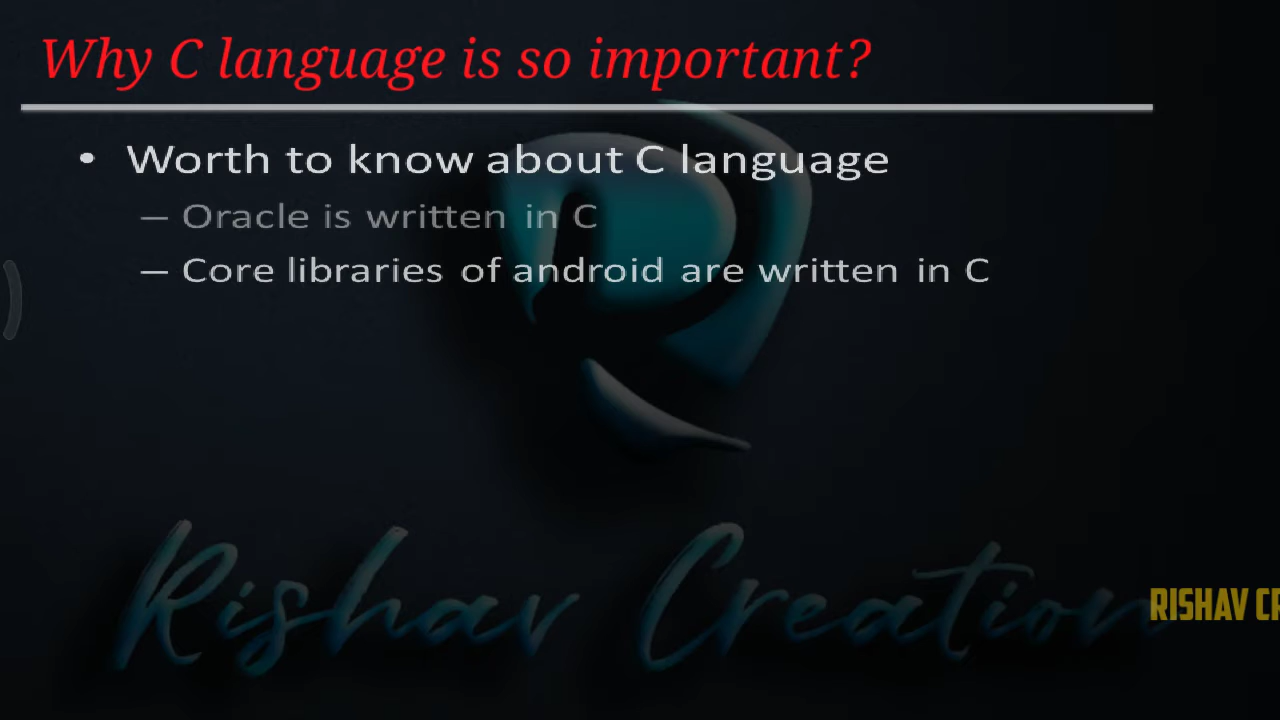 Why C language is so important?
• Worth to know about C language
– Oracle is written in C
– Core libraries of android are written in C
Rishav Creation
RISHAV CR